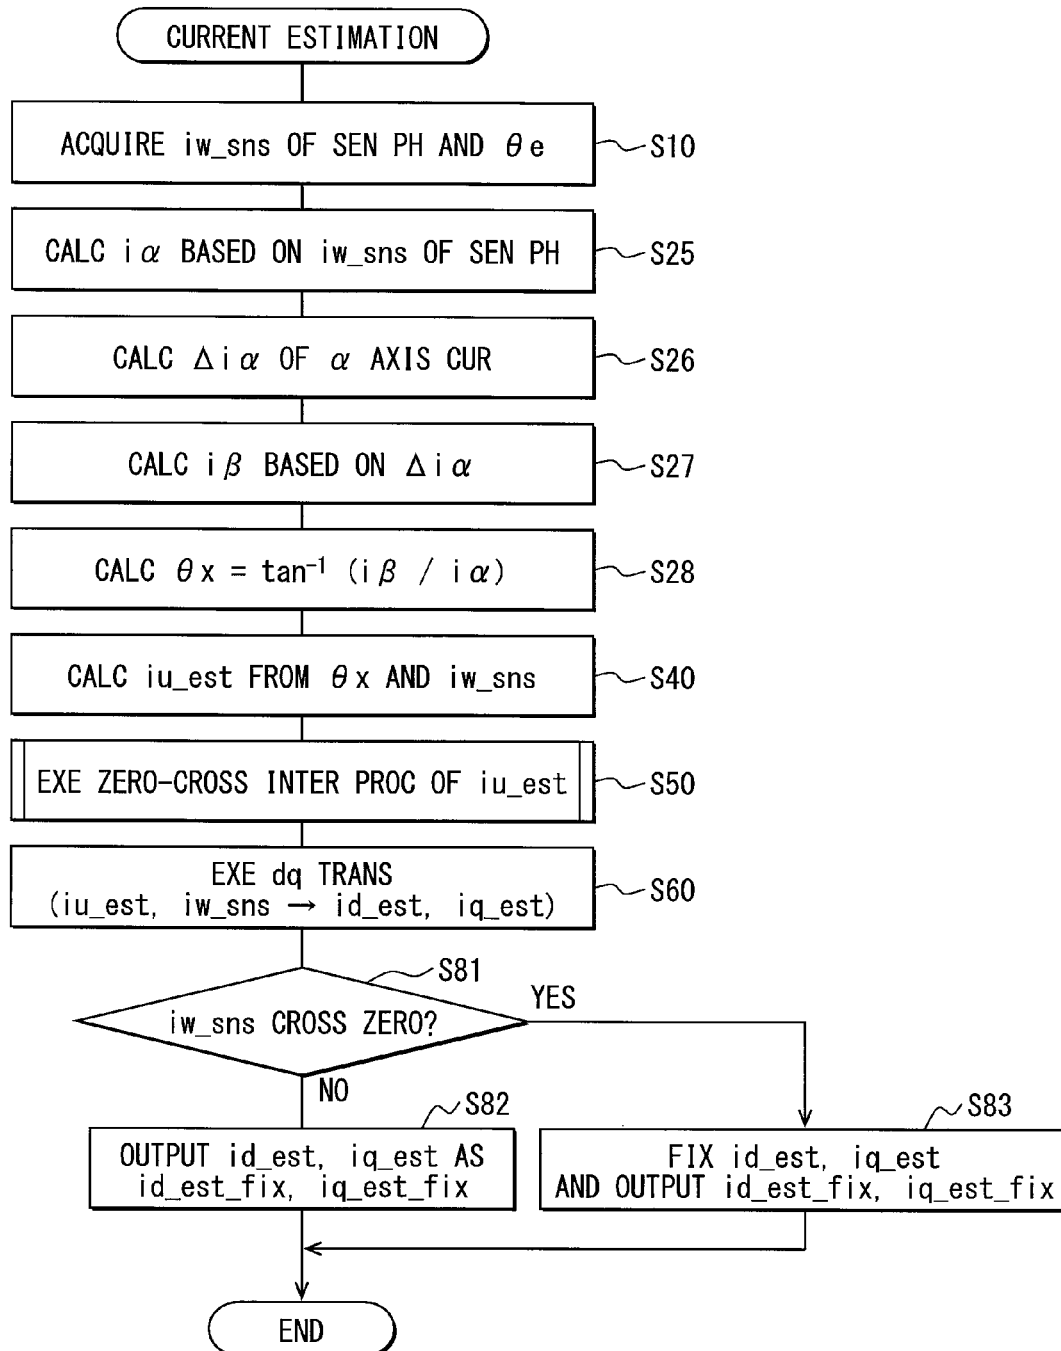 CURRENT ESTIMATION
ACQUIRE iw_sns OF SEN PH AND θe
S10
CALC iα BASED ON iw_sns OF SEN PH
S25
CALC Δiα OF α AXIS CUR
S26
CALC iβ BASED ON Δiα
S27
CALC θx = tan⁻¹ (iβ / iα)
S28
CALC iu_est FROM θx AND iw_sns
S40
EXE ZERO-CROSS INTER PROC OF iu_est
S50
EXE dq TRANS
(iu_est, iw_sns → id_est, iq_est)
S60
S81
iw_sns CROSS ZERO?
YES
NO
S82
OUTPUT id_est, iq_est AS
id_est_fix, iq_est_fix
S83
FIX id_est, iq_est
AND OUTPUT id_est_fix, iq_est_fix
END